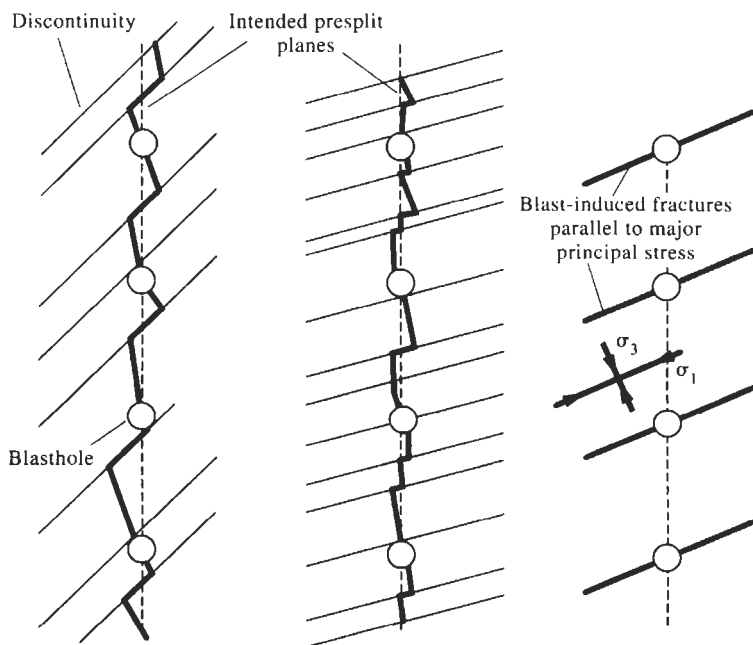 Discontinuity
Intended presplit
planes
Blast-induced fractures
parallel to major
principal stress
σ3
σ1
Blasthole